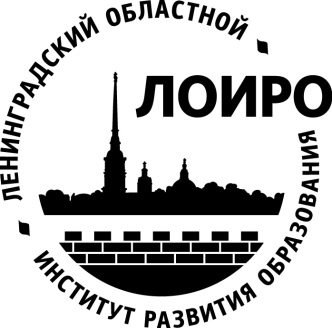 ЛЕНИНГРАДСКИЙ ОБЛАСТНОЙ
ЛОИРО
ИНСТИТУТ РАЗВИТИЯ ОБРАЗОВАНИЯ